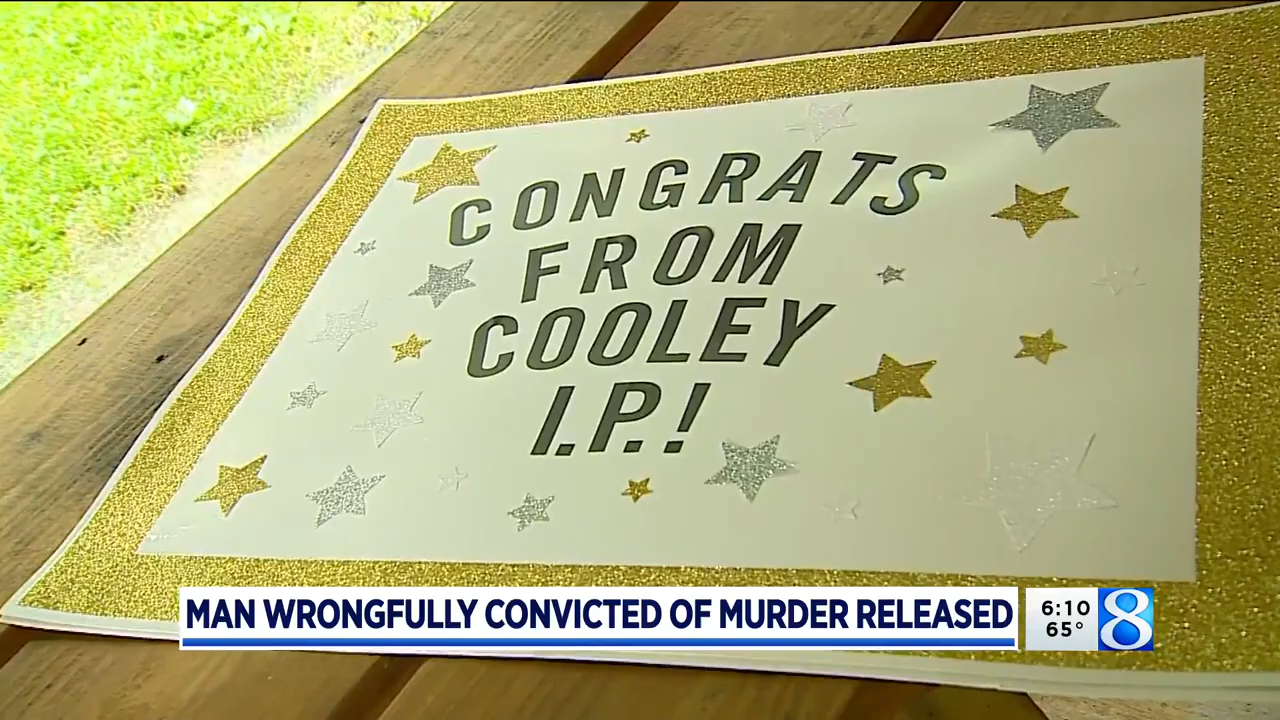 CONGRATS
FROM
COOLEY
I.P.!
MAN WRONGFULLY CONVICTED OF MURDER RELEASED
6:10
65°
8